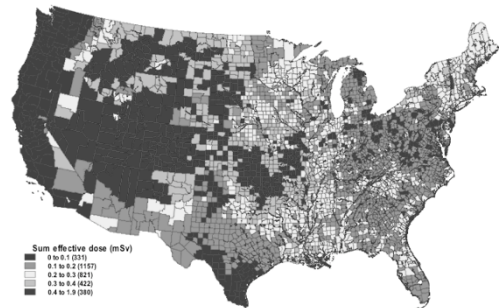 Sum effective dose (mSv)
0 to 0.1 (331)
0.1 to 0.2 (1157)
0.2 to 0.3 (821)
0.3 to 0.4 (422)
0.4 to 1.9 (380)